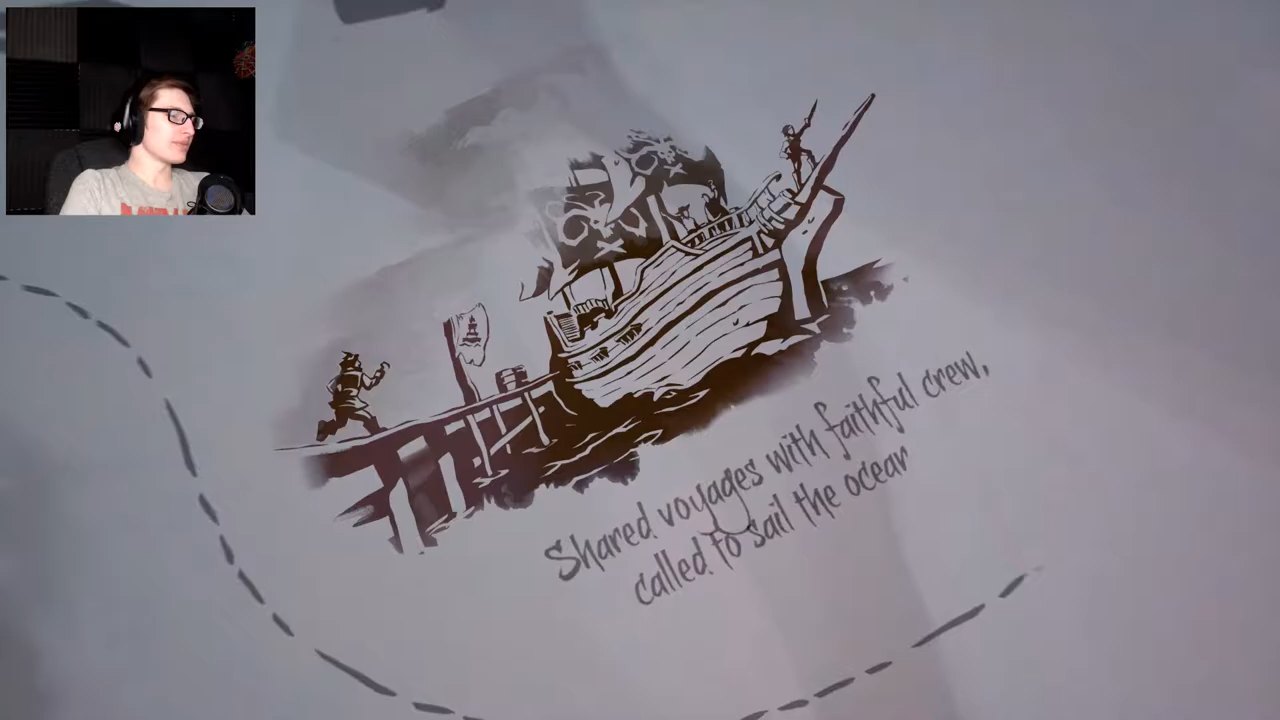 Shared voyages with faithful crew,
called to sail the ocean